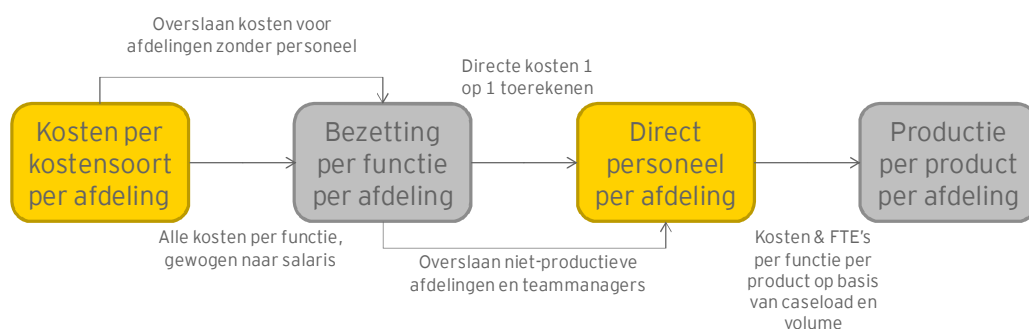 Overslaan kosten voor
afdelingen zonder personeel
Directe kosten 1
op 1 toerekenen
Kosten per
kostensoort
per afdeling
Bezetting
per functie
per afdeling
Direct
personeel
per afdeling
Productie
per product
per afdeling
Alle kosten per functie,
gewogen naar salaris
Overslaan niet-productieve
afdelingen en teammanagers
Kosten & FTE's
per functie per
product op basis
van caseload en
volume